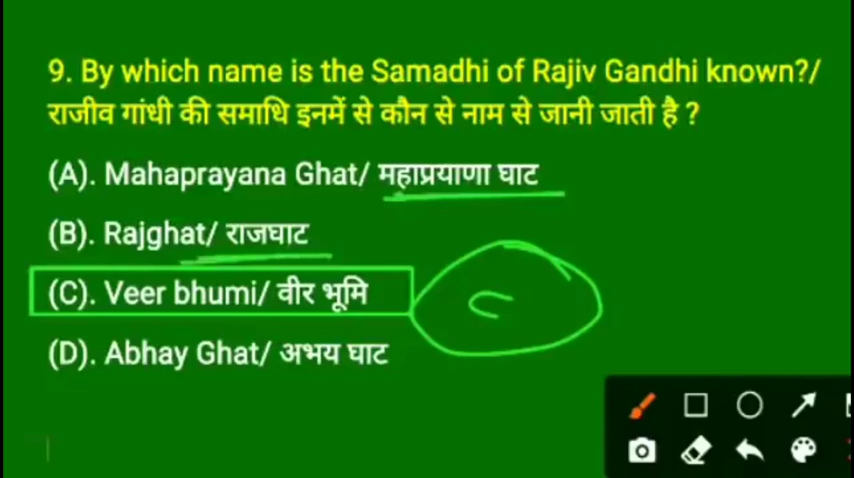 9. By which name is the Samadhi of Rajiv Gandhi known?/
राजीव गांधी की समाधि इनमें से कौन से नाम से जानी जाती है ?
(A). Mahaprayana Ghat/ महाप्रयाणा घाट
(B). Rajghat/ राजघाट
(C). Veer bhumi/ वीर भूमि
C
(D). Abhay Ghat/ अभय घाट